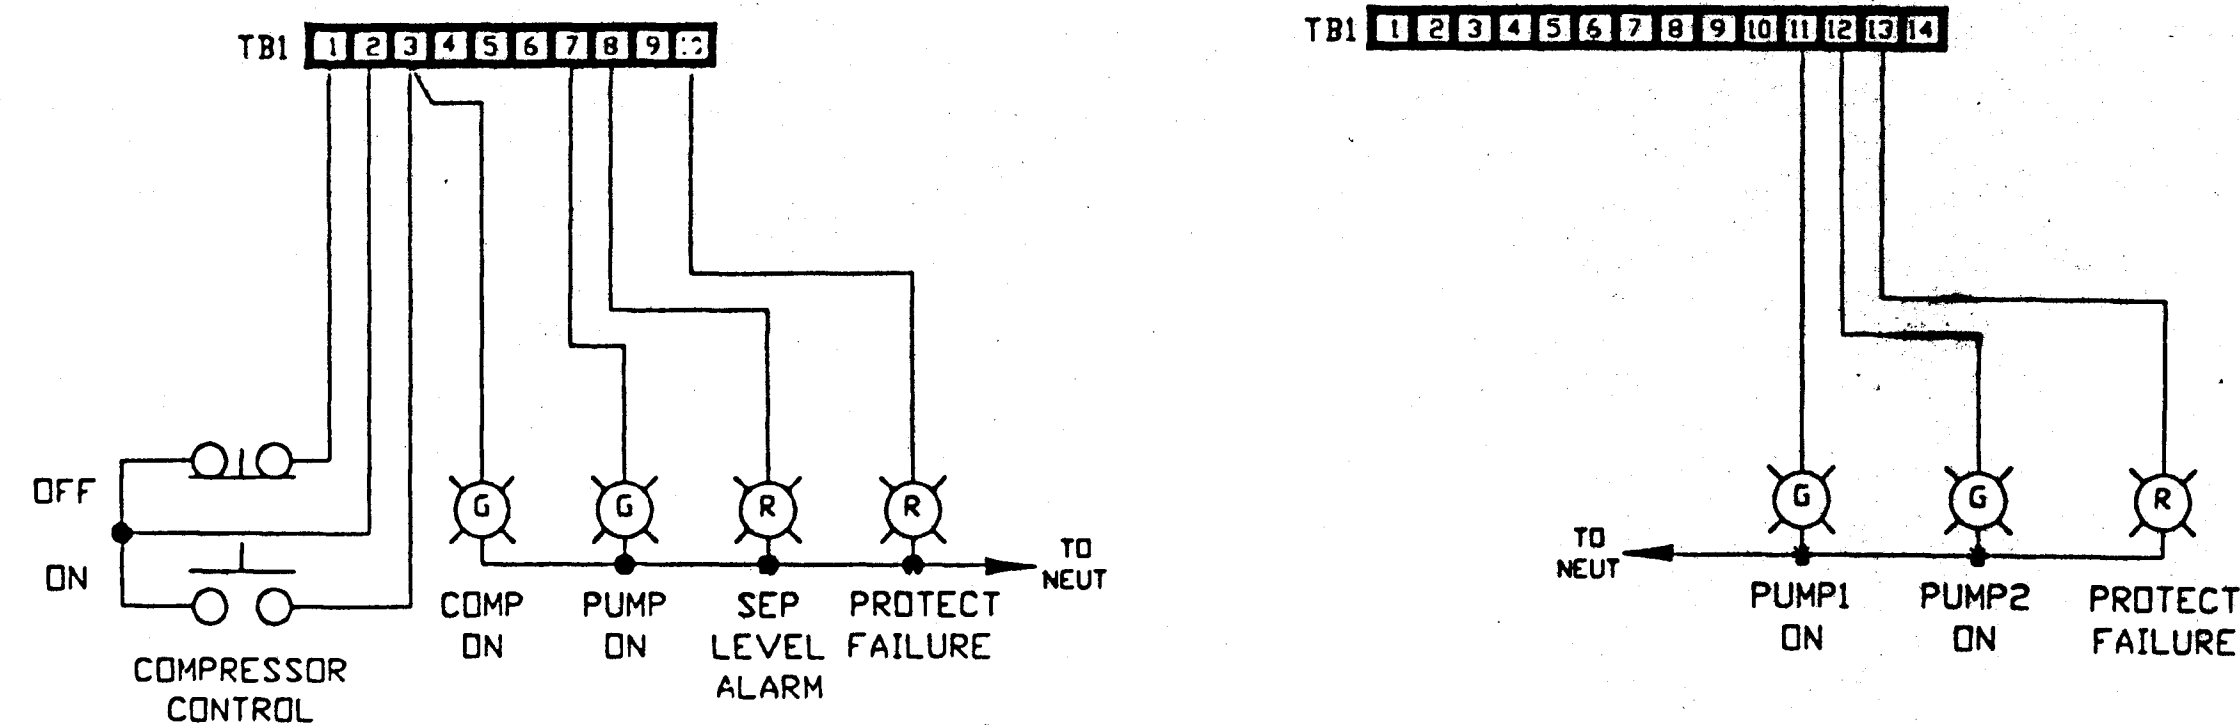 TB1 1 2 3 4 5 6 7 8 9 10
OFF
ON
COMPRESSOR
CONTROL
G
G
R
R
TO
NEUT
COMP
ON
PUMP
ON
SEP
LEVEL
ALARM
PROTECT
FAILURE
TB1 1 2 3 4 5 6 7 8 9 10 11 12 13 14
G
G
R
TO
NEUT
PUMP1
ON
PUMP2
ON
PROTECT
FAILURE